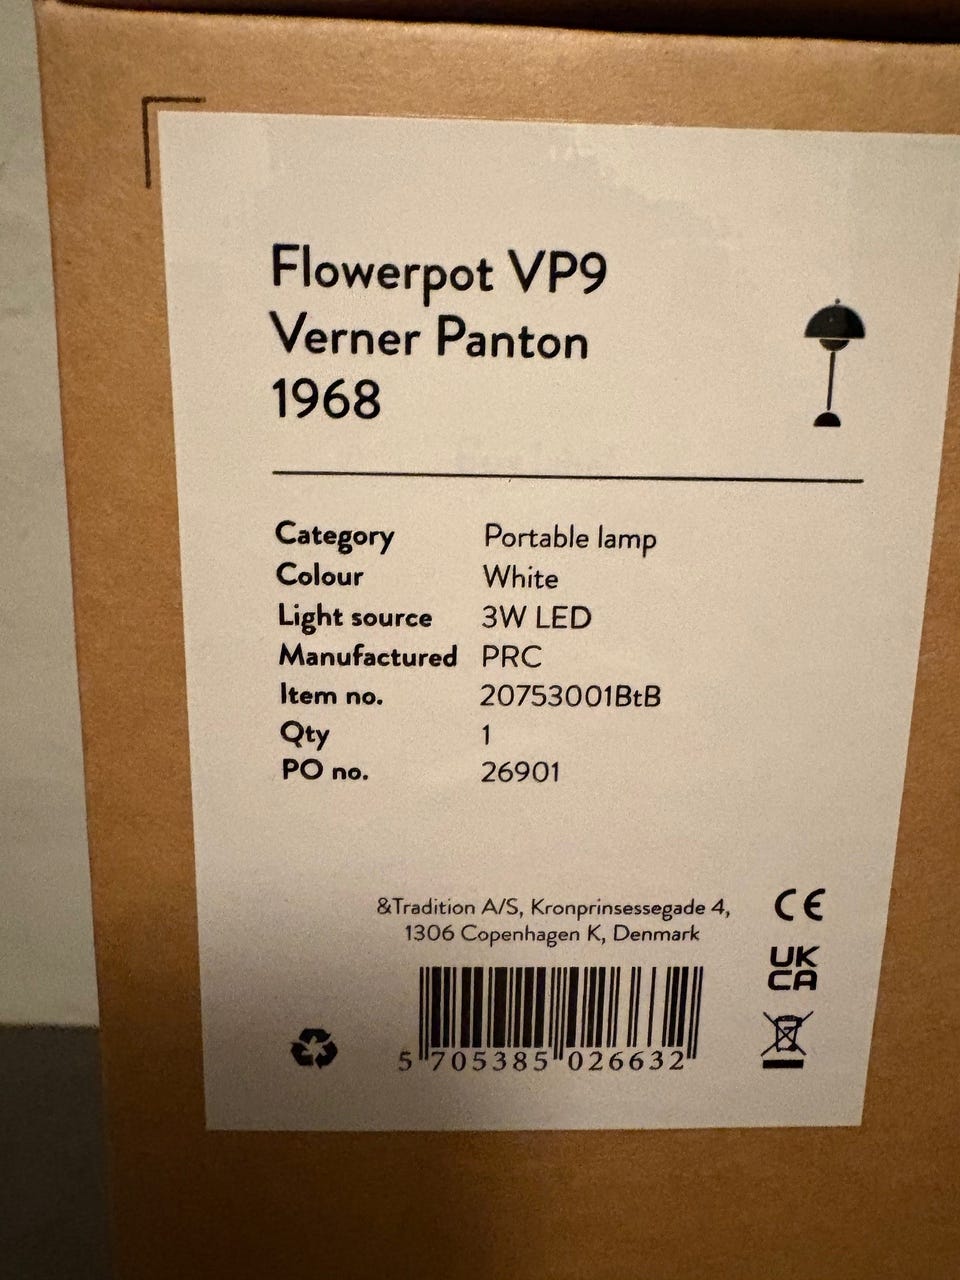 Flowerpot VP9
Verner Panton
1968
Category Portable lamp
Colour White
Light source 3W LED
Manufactured PRC
Item no. 20753001BtB
Qty 1
PO no. 26901
&Tradition A/S, Kronprinsessegade 4,
1306 Copenhagen K, Denmark
CE
UK
CA
5 705385 026632